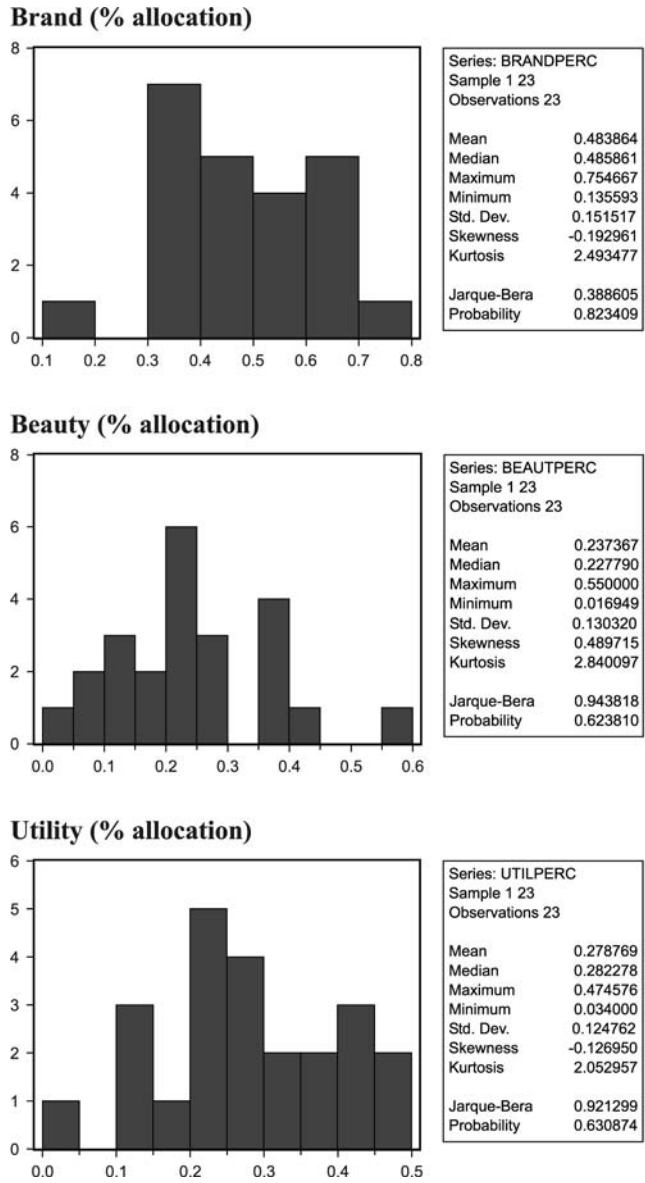 Brand (% allocation)
8
6
4
2
0
0.1 0.2 0.3 0.4 0.5 0.6 0.7 0.8
Series: BRANDPERC
Sample 1 23
Observations 23
Mean 0.483864
Median 0.485861
Maximum 0.754667
Minimum 0.135593
Std. Dev. 0.151517
Skewness -0.192961
Kurtosis 2.493477
Jarque-Bera 0.388605
Probability 0.823409
Beauty (% allocation)
8
6
4
2
0
0.0 0.1 0.2 0.3 0.4 0.5 0.6
Series: BEAUTPERC
Sample 1 23
Observations 23
Mean 0.237367
Median 0.227790
Maximum 0.550000
Minimum 0.016949
Std. Dev. 0.130320
Skewness 0.489715
Kurtosis 2.840097
Jarque-Bera 0.943818
Probability 0.623810
Utility (% allocation)
6
5
4
3
2
1
0
0.0 0.1 0.2 0.3 0.4 0.5
Series: UTILPERC
Sample 1 23
Observations 23
Mean 0.278769
Median 0.282278
Maximum 0.474576
Minimum 0.034000
Std. Dev. 0.124762
Skewness -0.126950
Kurtosis 2.052957
Jarque-Bera 0.921299
Probability 0.630874